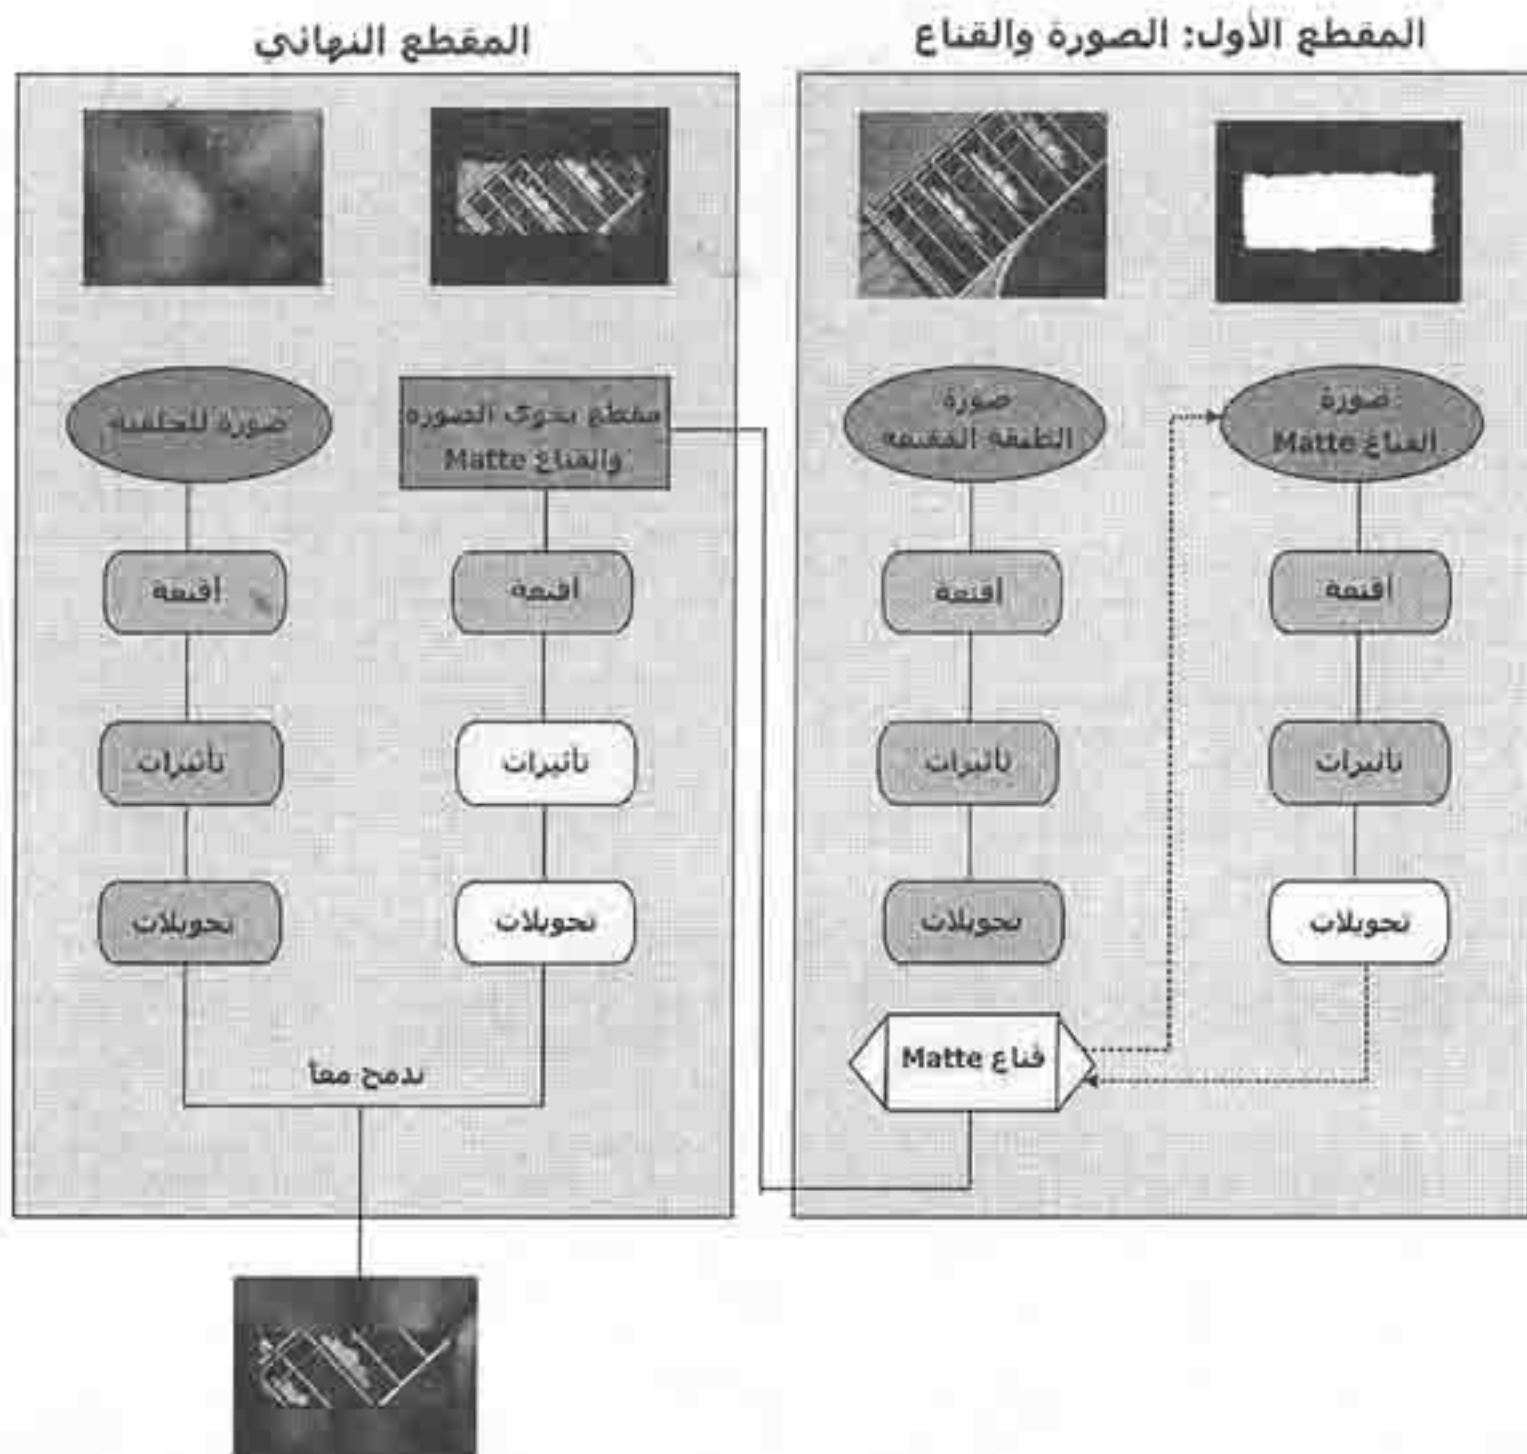 المقطع الأول: الصورة والقناع
صورة
القناع Matte
أقنعة
تأثيرات
تحويلات
صورة
الطبقة المقنعة
أقنعة
تأثيرات
تحويلات
قناع Matte
المقطع النهائي
مقطع يحوي الصورة
والقناع Matte
أقنعة
تأثيرات
تحويلات
صورة للخلفية
أقنعة
تأثيرات
تحويلات
تدمج معاً